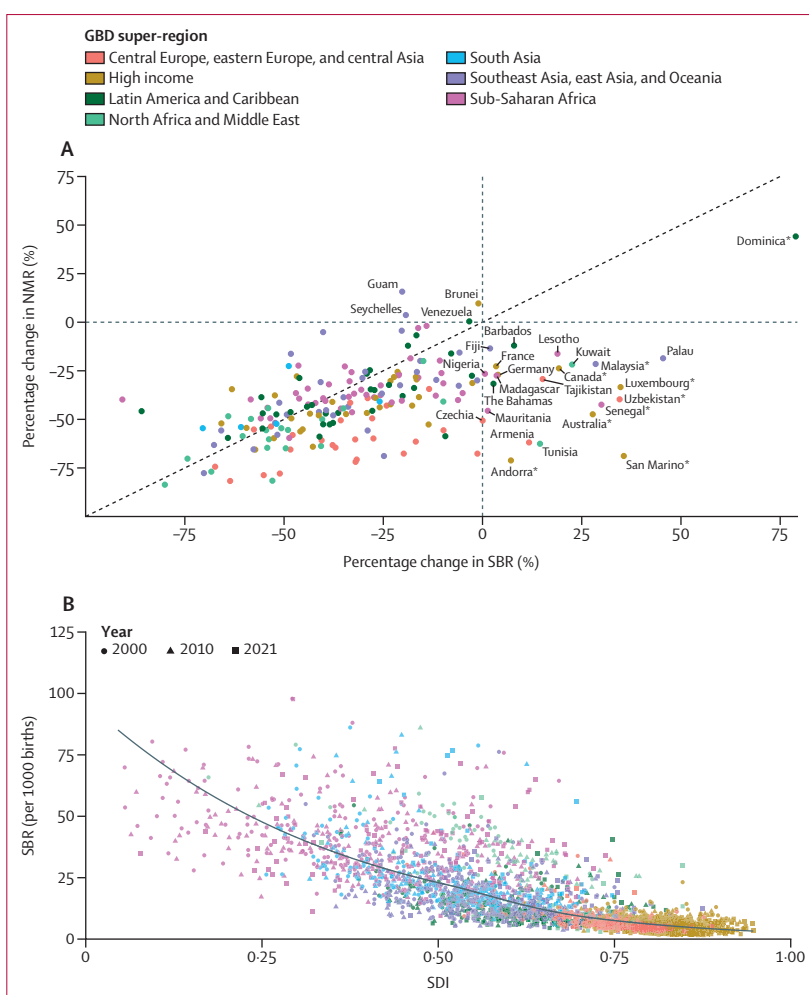 GBD super-region
Central Europe, eastern Europe, and central Asia
High income
Latin America and Caribbean
North Africa and Middle East
South Asia
Southeast Asia, east Asia, and Oceania
Sub-Saharan Africa
A
75
50
25
0
−25
−50
−75
Percentage change in NMR (%)
Dominica*
Guam
Brunei
Seychelles
Venezuela
Barbados
Fiji
Lesotho
Kuwait
Palau
Nigeria
France
Malaysia*
Germany
Canada*
Luxembourg*
Madagascar
Tajikistan
The Bahamas
Uzbekistan*
Czechia
Mauritania
Senegal*
Australia*
Armenia
Tunisia
Andorra*
San Marino*
−75
−50
−25
0
25
50
75
Percentage change in SBR (%)
B
Year
2000
2010
2021
125
100
75
50
25
0
SBR (per 1000 births)
0
0·25
0·50
0·75
1·00
SDI